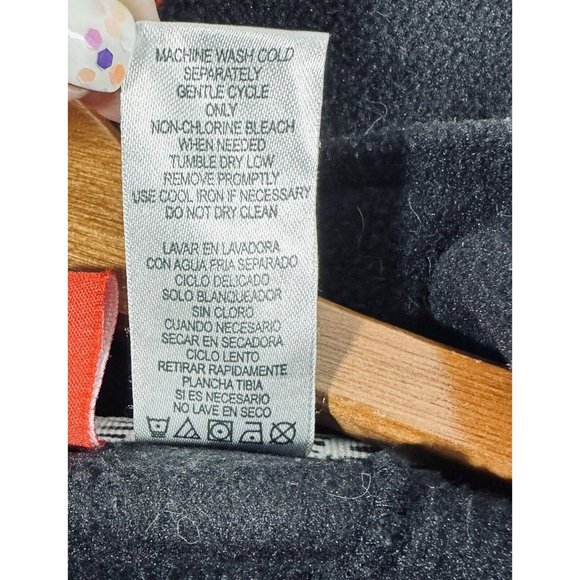 MACHINE WASH COLD
SEPARATELY
GENTLE CYCLE
ONLY
NON-CHLORINE BLEACH
WHEN NEEDED
TUMBLE DRY LOW
REMOVE PROMPTLY
USE COOL IRON IF NECESSARY
DO NOT DRY CLEAN
LAVAR EN LAVADORA
CON AGUA FRIA SEPARADO
CICLO DELICADO
SOLO BLANQUEADOR
SIN CLORO
CUANDO NECESARIO
SECAR EN SECADORA
CICLO LENTO
RETIRAR RAPIDAMENTE
PLANCHA TIBIA
SI ES NECESARIO
NO LAVE EN SECO